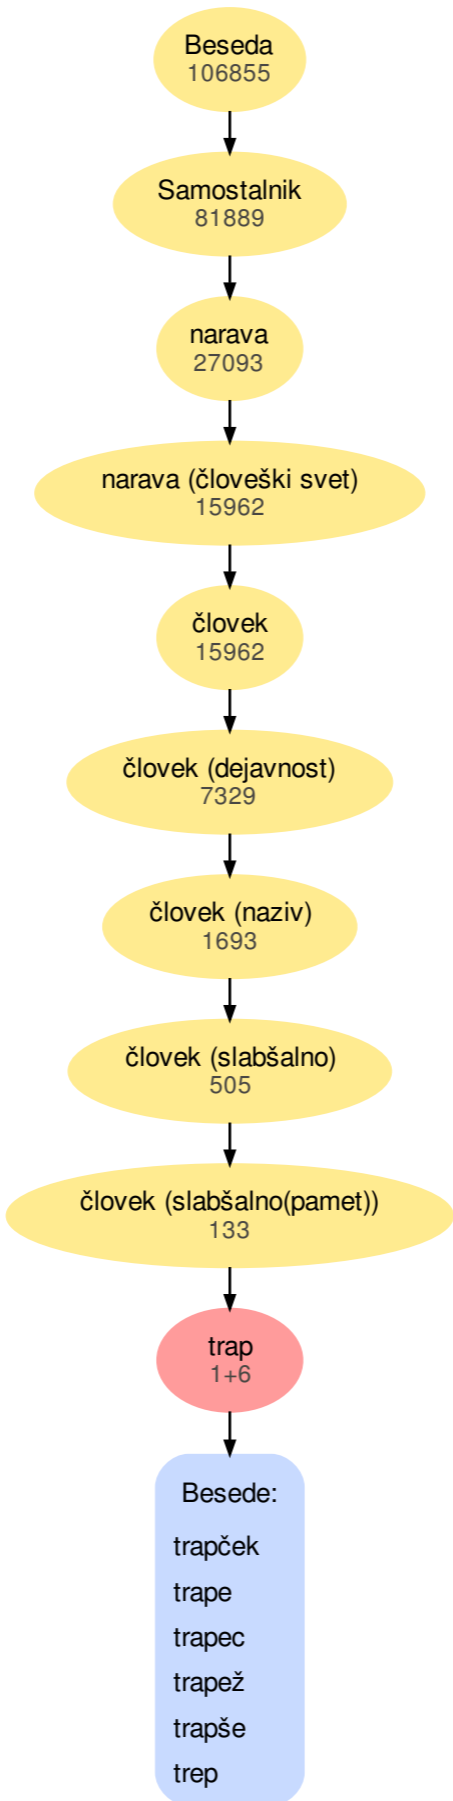 Beseda
106855
Samostalnik
81889
narava
27093
narava (človeški svet)
15962
človek
15962
človek (dejavnost)
7329
človek (naziv)
1693
človek (slabšalno)
505
človek (slabšalno(pamet))
133
trap
1+6
Besede:
trapček
trape
trapec
trapež
trapše
trep